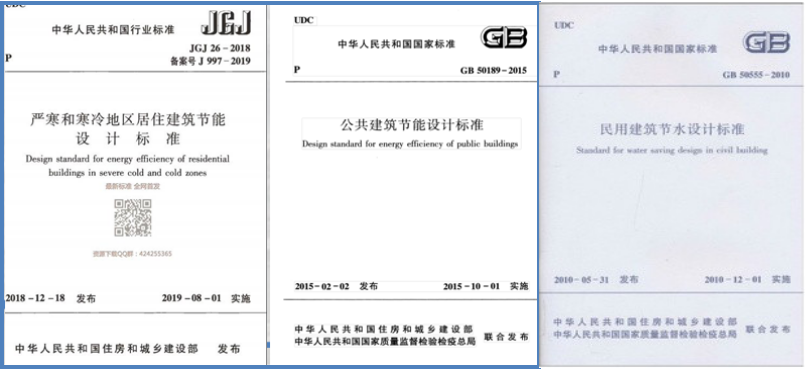 UDC
中华人民共和国行业标准
JGJ
JGJ 26－2018
P
备案号 J 997－2019
严寒和寒冷地区居住建筑节能
设计标准
Design standard for energy efficiency of residential
buildings in severe cold and cold zones
最新标准 全网首发
资源下载QQ群：424255365
2018－12－18 发布
2019－08－01 实施
中华人民共和国住房和城乡建设部 发布
UDC
中华人民共和国国家标准
GB
P
GB 50189－2015
公共建筑节能设计标准
Design standard for energy efficiency of public buildings
2015－02－02 发布
2015－10－01 实施
中华人民共和国住房和城乡建设部
中华人民共和国国家质量监督检验检疫总局
联合发布
UDC
中华人民共和国国家标准
GB
P
GB 50555－2010
民用建筑节水设计标准
Standard for water saving design in civil building
2010－05－31 发布
2010－12－01 实施
中华人民共和国住房和城乡建设部
中华人民共和国国家质量监督检验检疫总局
联合发布